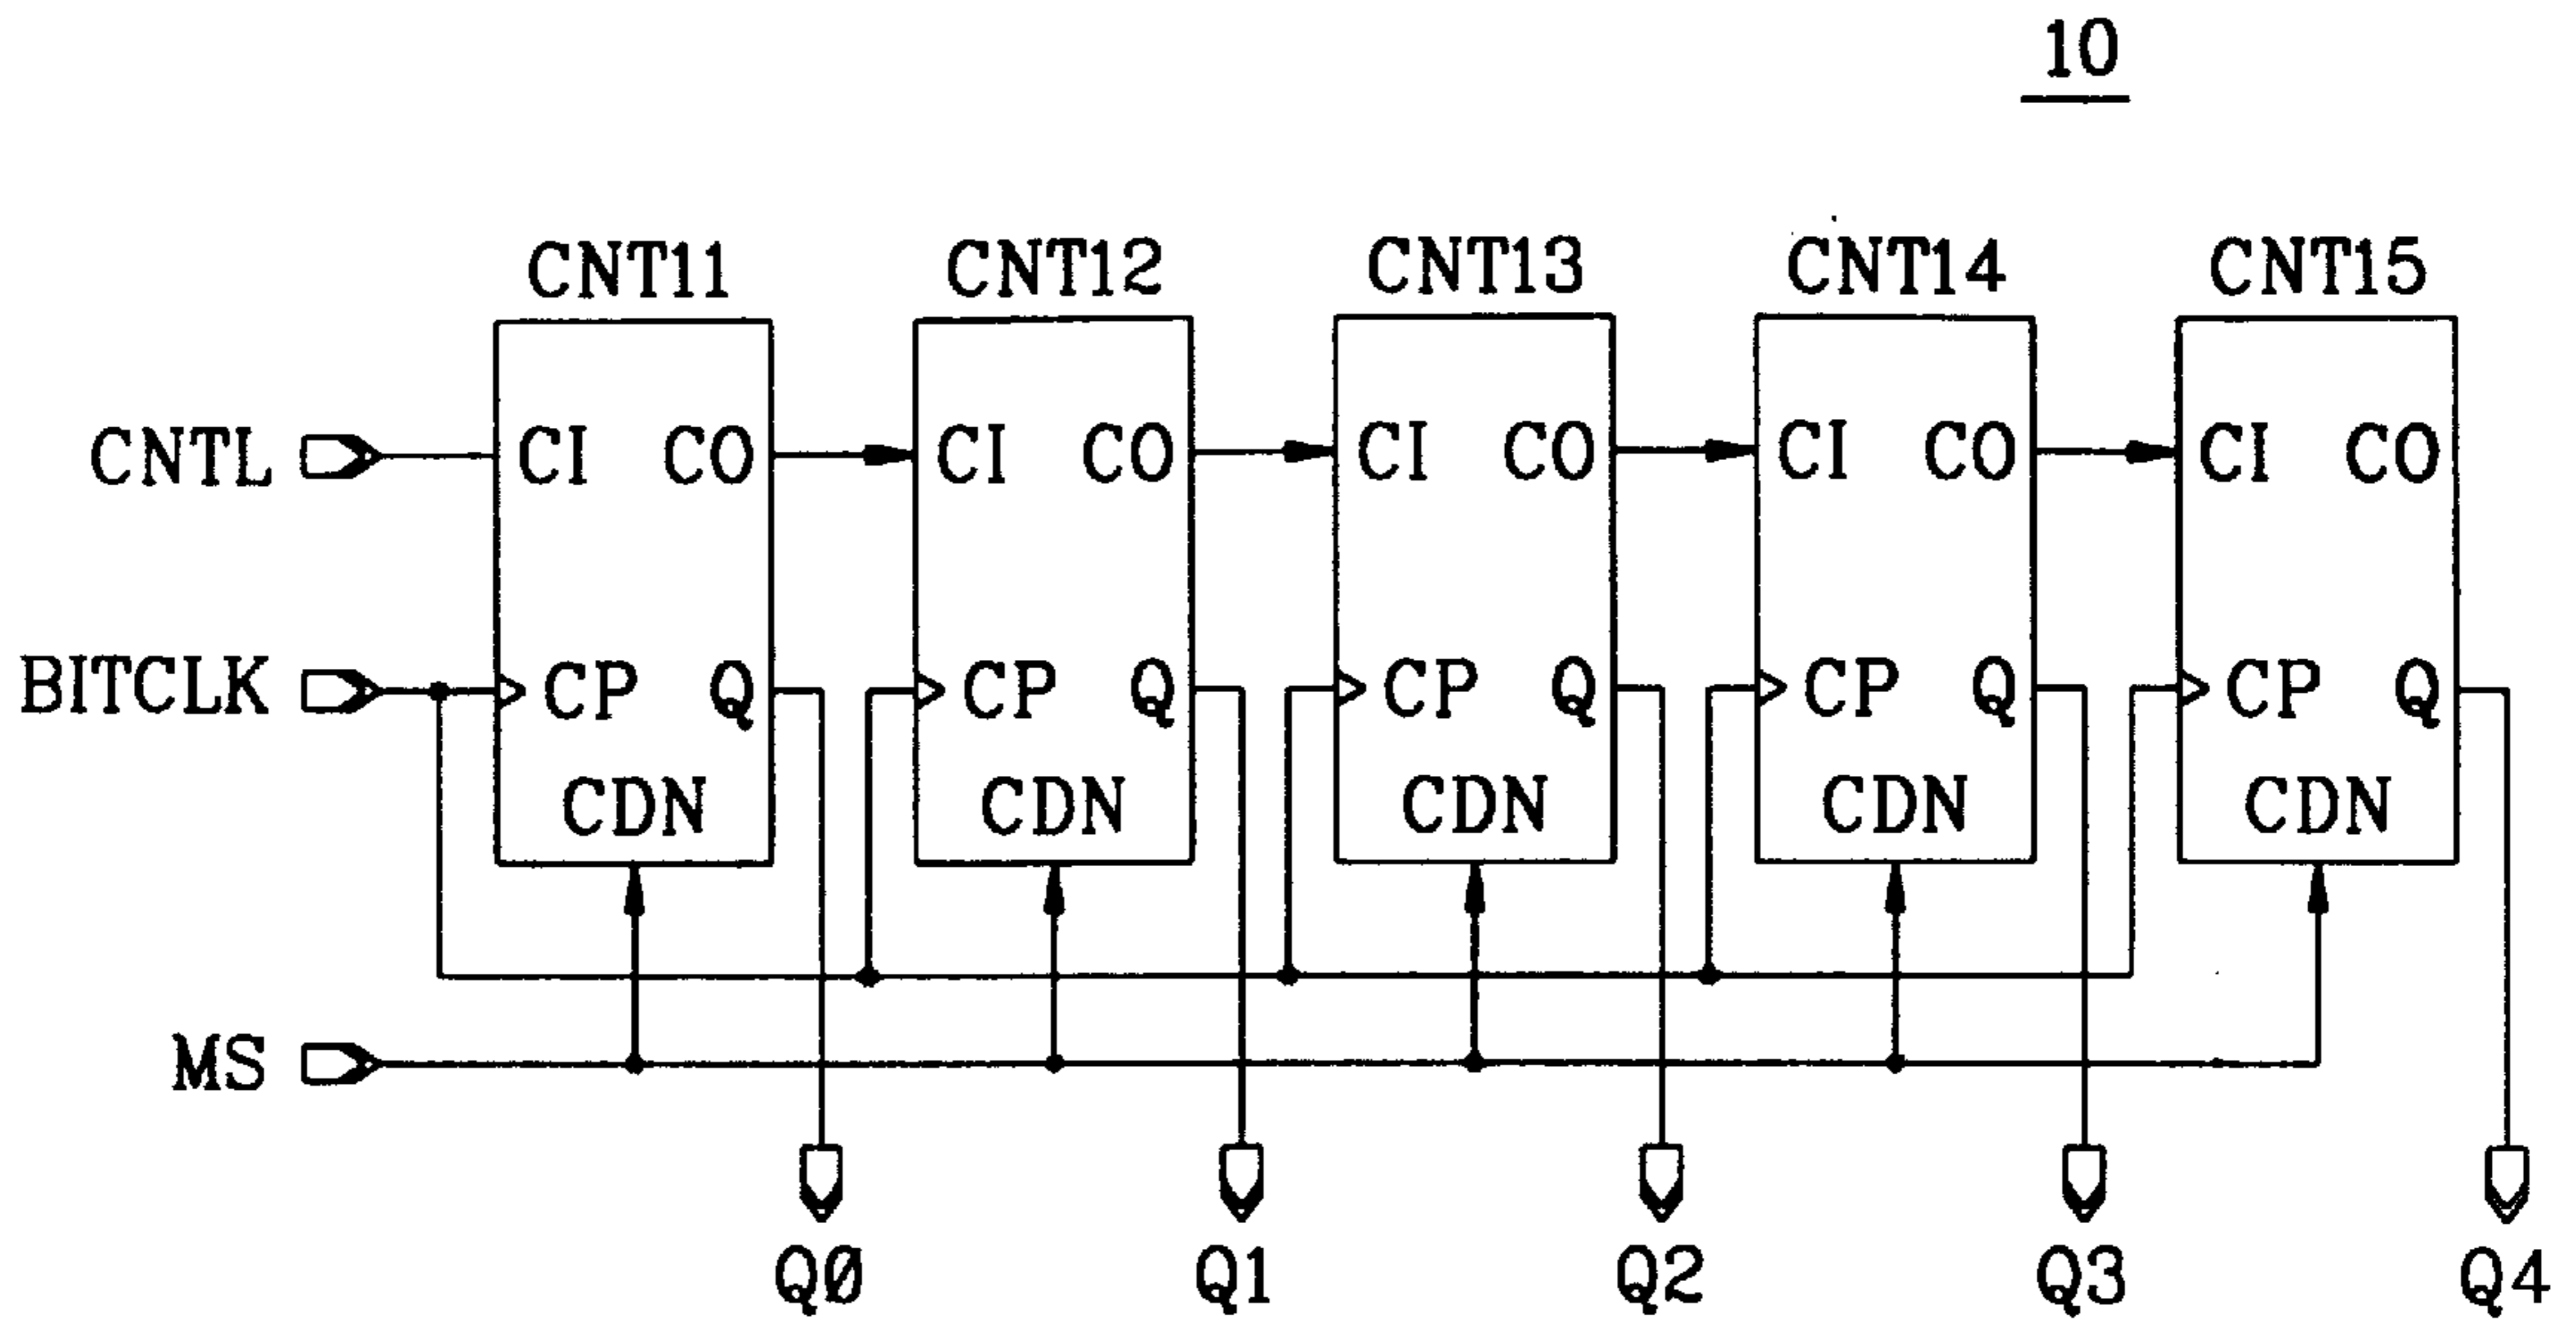 10
CNT11 CNT12 CNT13 CNT14 CNT15
CNTL CI CO CI CO CI CO CI CO CI CO
BITCLK CP Q CP Q CP Q CP Q CP Q
CDN CDN CDN CDN CDN
MS
Q0 Q1 Q2 Q3 Q4